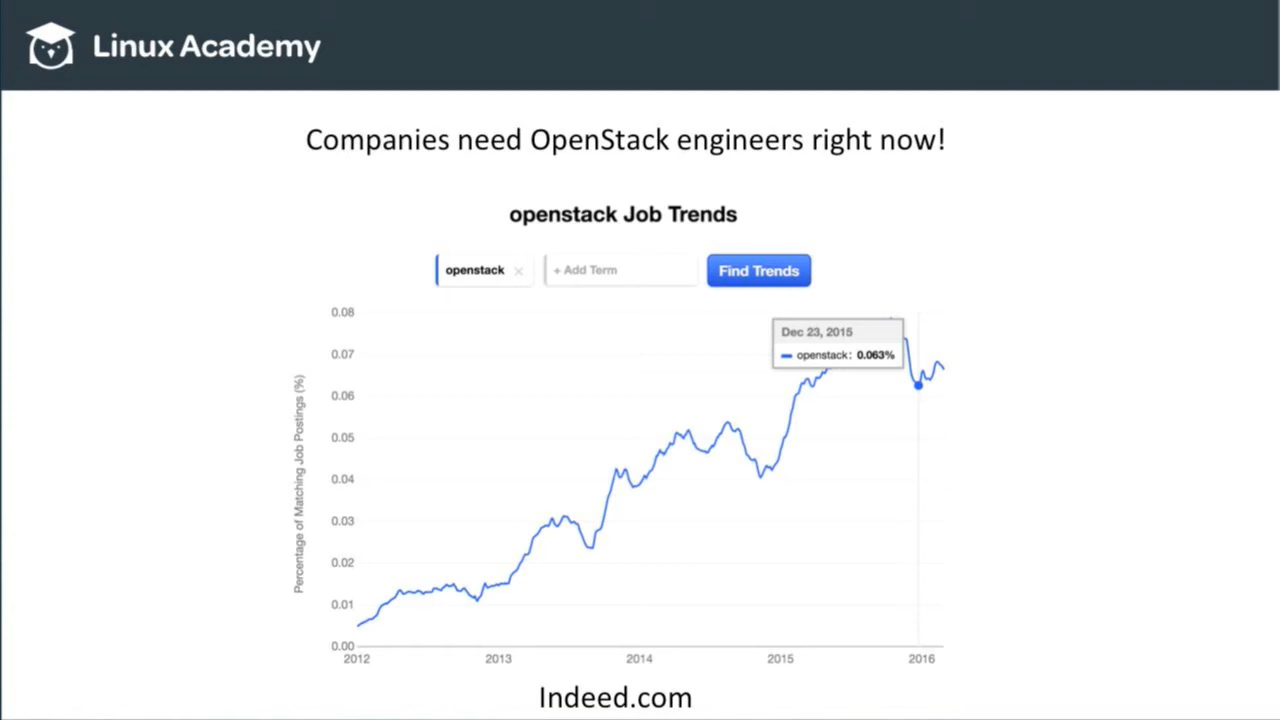 Linux Academy
Companies need OpenStack engineers right now!
openstack Job Trends
openstack × + Add Term Find Trends
0.08
Dec 23, 2015
openstack: 0.063%
0.07
0.06
0.05
0.04
0.03
0.02
0.01
0.00
Percentage of Matching Job Postings (%)
2012 2013 2014 2015 2016
Indeed.com